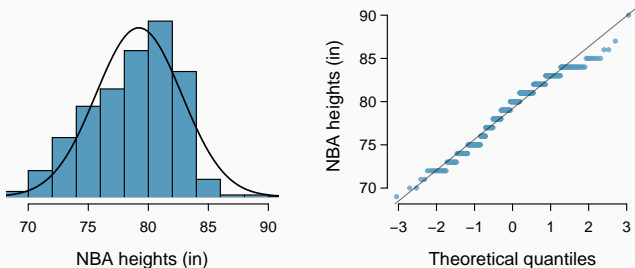 70 75 80 85 90
NBA heights (in)
NBA heights (in)
90
85
80
75
70
−3 −2 −1 0 1 2 3
Theoretical quantiles